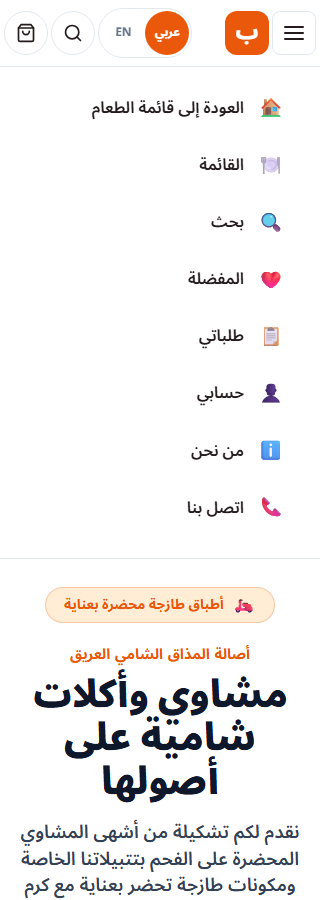 ب
عربي EN
العودة إلى قائمة الطعام
القائمة
بحث
المفضلة
طلباتي
حسابي
من نحن
اتصل بنا
أطباق طازجة محضرة بعناية
أصالة المذاق الشامي العريق
مشاوي وأكلات
شامية على
أصولها
نقدم لكم تشكيلة من أشهى المشاوي
المحضرة على الفحم بتتبيلاتنا الخاصة
ومكونات طازجة تحضر بعناية مع كرم